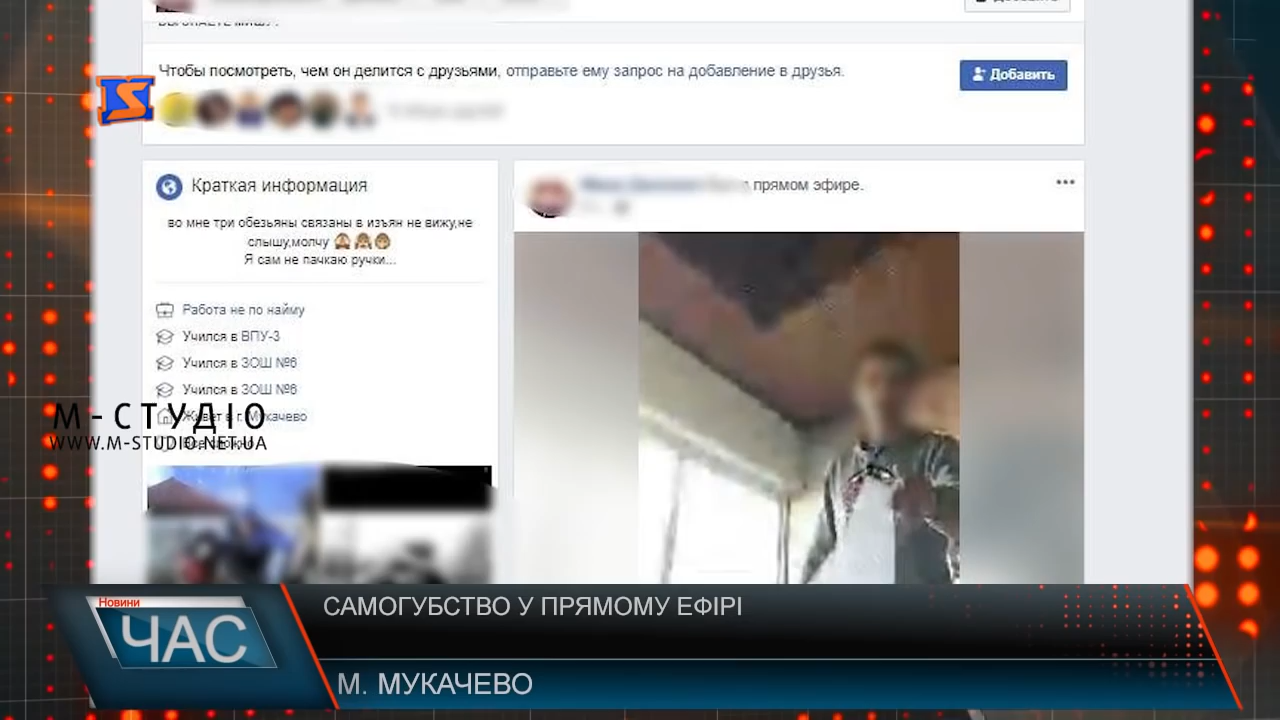 Чтобы посмотреть, чем он делится с друзьями, отправьте ему запрос на добавление в друзья.
Добавить
Краткая информация
во мне три обезьяны связаны в изъян не вижу,не
слышу,молчу
Я сам не пачкаю ручки...
Работа не по найму
Учился в ВПУ-3
Учился в ЗОШ №6
Учился в ЗОШ №6
Живет в г. Мукачево
прямом эфире.
М-СТУДІО
WWW.M-STUDIO.NET.UA
Новини
ЧАС
САМОГУБСТВО У ПРЯМОМУ ЕФІРІ
М. МУКАЧЕВО